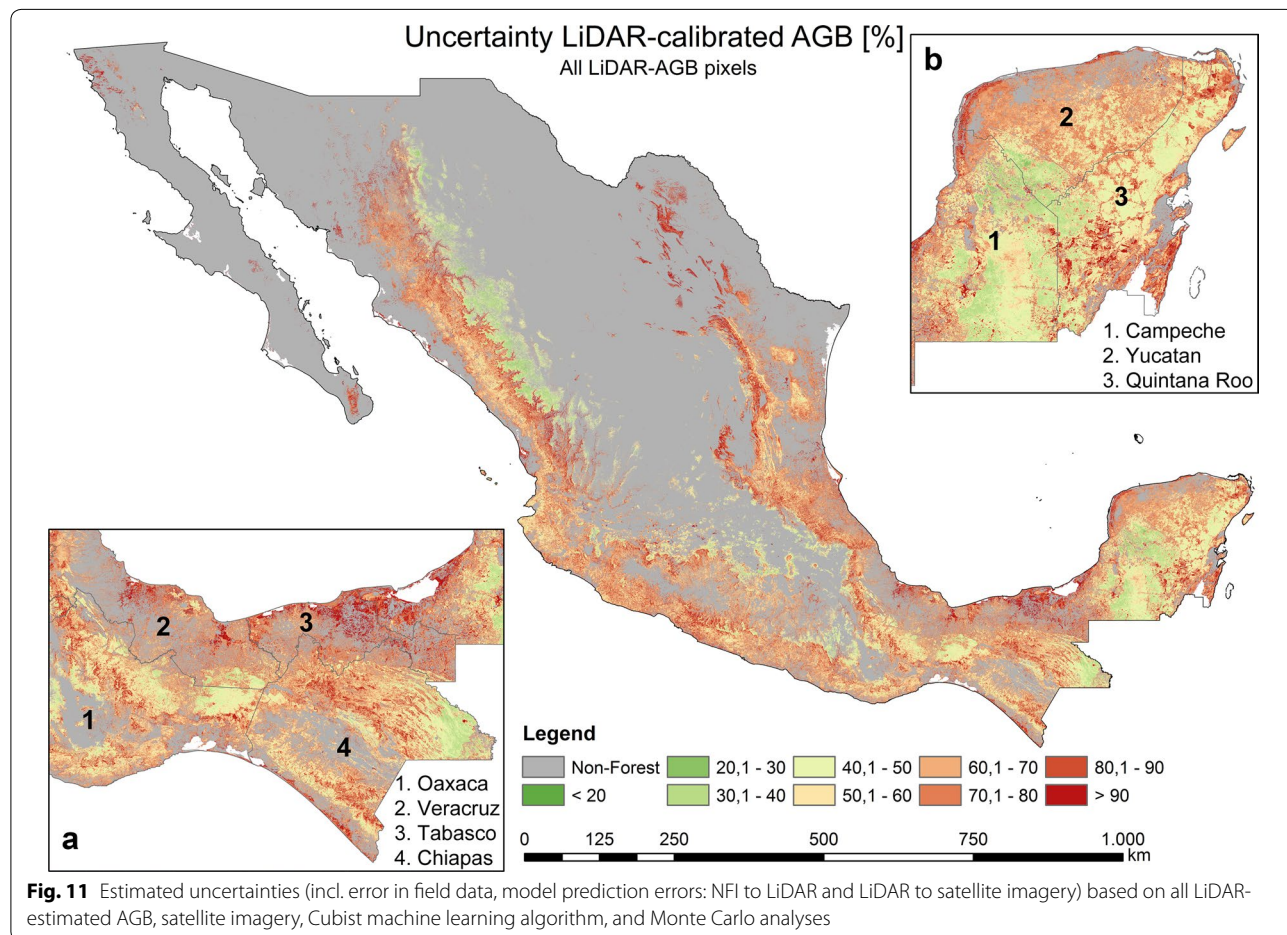 Uncertainty LiDAR-calibrated AGB [%]
All LiDAR-AGB pixels
b
2
3
1
1. Campeche
2. Yucatan
3. Quintana Roo
2
3
1
4
1. Oaxaca
2. Veracruz
3. Tabasco
4. Chiapas
a
Legend
Non-Forest 20,1 - 30 40,1 - 50 60,1 - 70 80,1 - 90
< 20 30,1 - 40 50,1 - 60 70,1 - 80 > 90
0 125 250 500 750 1.000
km
Fig. 11 Estimated uncertainties (incl. error in field data, model prediction errors: NFI to LiDAR and LiDAR to satellite imagery) based on all LiDAR-
estimated AGB, satellite imagery, Cubist machine learning algorithm, and Monte Carlo analyses